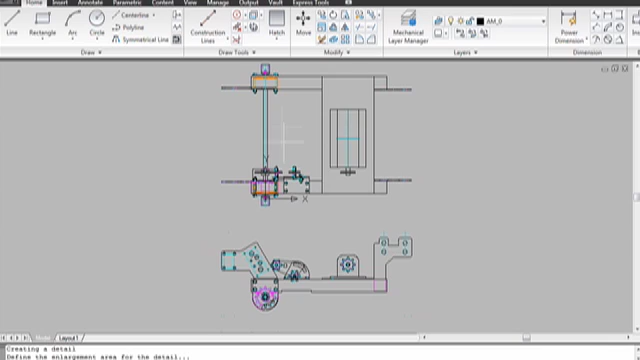 Home Insert Annotate Parametric View Manage Output Vault Express Tools
Line Rectangle Arc Circle Centerline Polyline Symmetrical Line Construction Lines Hatch Move Mechanical Layer Manager AM_0 Power Dimension
Draw Draw Tools Modify Layers Dimension
X
Model Layout1
Creating a detail
Define the enlargement area for the detail...